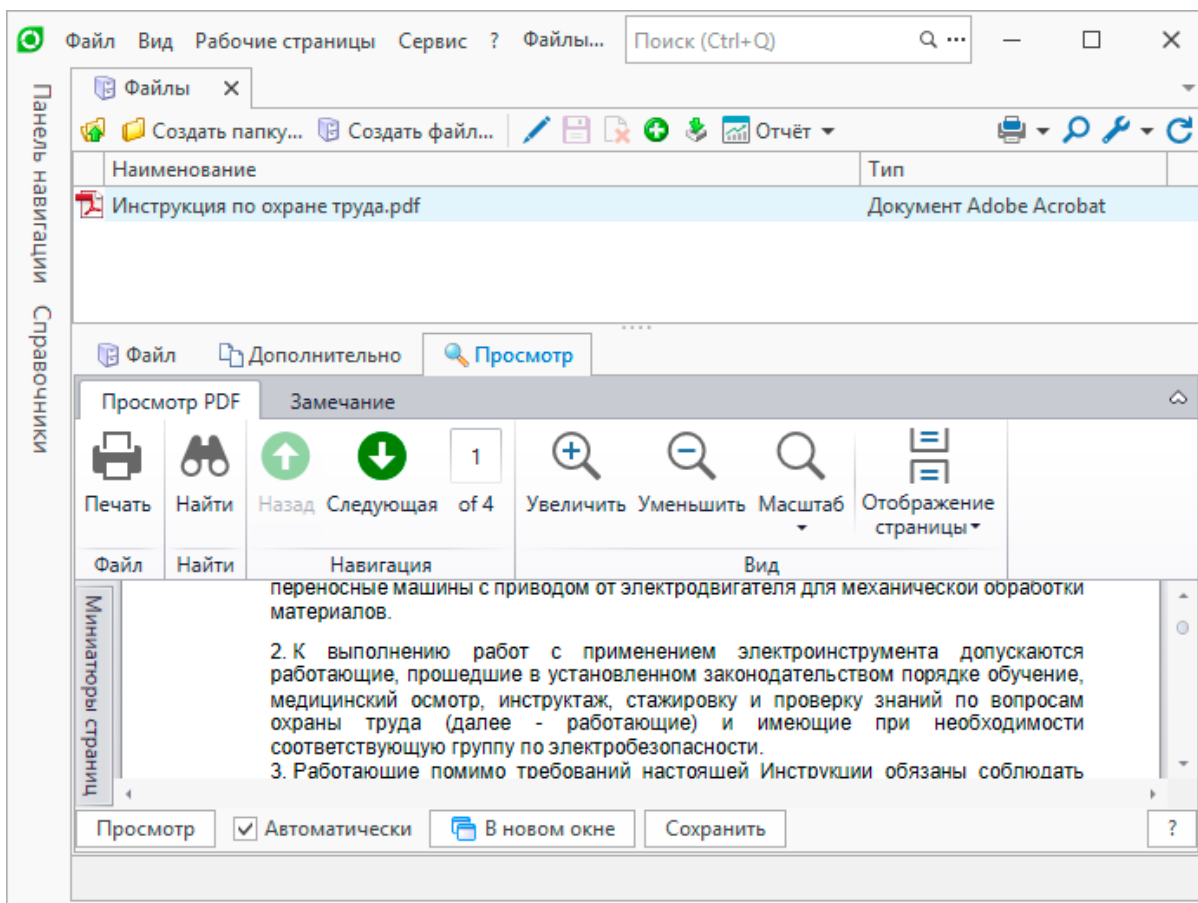 Файл Вид Рабочие страницы Сервис ? Файлы... Поиск (Ctrl+Q)
Панель навигации
Справочники
Файлы
Создать папку... Создать файл... Отчёт
Наименование Тип
Инструкция по охране труда.pdf Документ Adobe Acrobat
Файл Дополнительно Просмотр
Просмотр PDF Замечание
1
Печать Найти Назад Следующая of 4 Увеличить Уменьшить Масштаб Отображение
страницы
Файл Найти Навигация Вид
Миниатюры страниц
переносные машины с приводом от электродвигателя для механической обработки
материалов.
2. К выполнению работ с применением электроинструмента допускаются
работающие, прошедшие в установленном законодательством порядке обучение,
медицинский осмотр, инструктаж, стажировку и проверку знаний по вопросам
охраны труда (далее - работающие) и имеющие при необходимости
соответствующую группу по электробезопасности.
3. Работающие помимо требований настоящей Инструкции обязаны соблюдать
Просмотр Автоматически В новом окне Сохранить ?